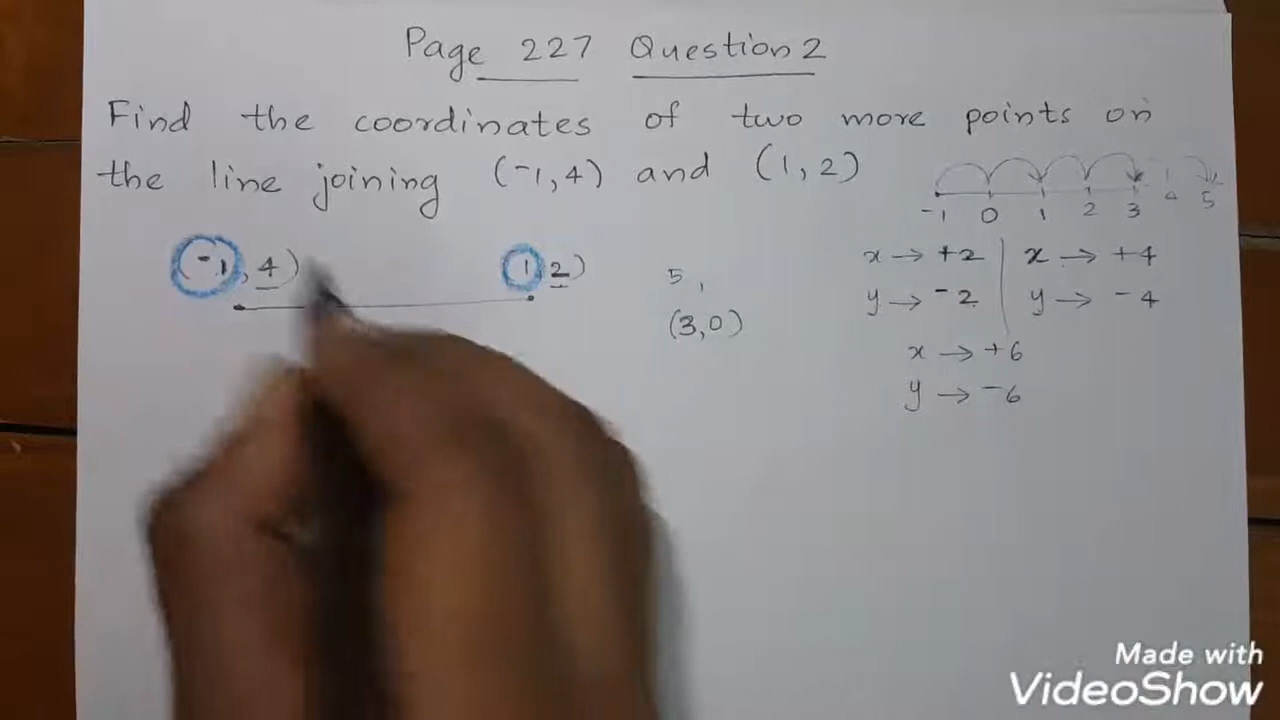 Page 227 Question 2
Find the coordinates of two more points on
the line joining (-1, 4) and (1, 2)
-1 0 1 2 3 4 5
(-1, 4) 1 2)
5,
(3,0)
x → +2 x → +4
y → -2 y → -4
x → +6
y → -6
Made with
VideoShow